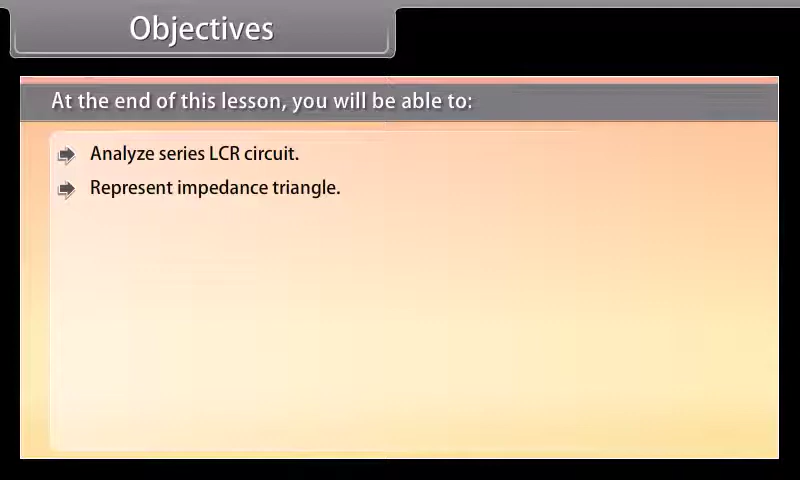 Objectives
At the end of this lesson, you will be able to:
Analyze series LCR circuit.
Represent impedance triangle.